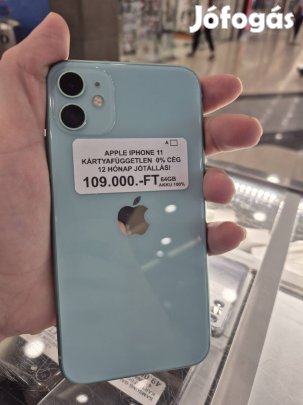 Jófogás
A
APPLE IPHONE 11
KÁRTYAFÜGGETLEN 0% CÉG
12 HÓNAP JÓTÁLLÁS!
109.000.-FT 64GB
AKKU 100%